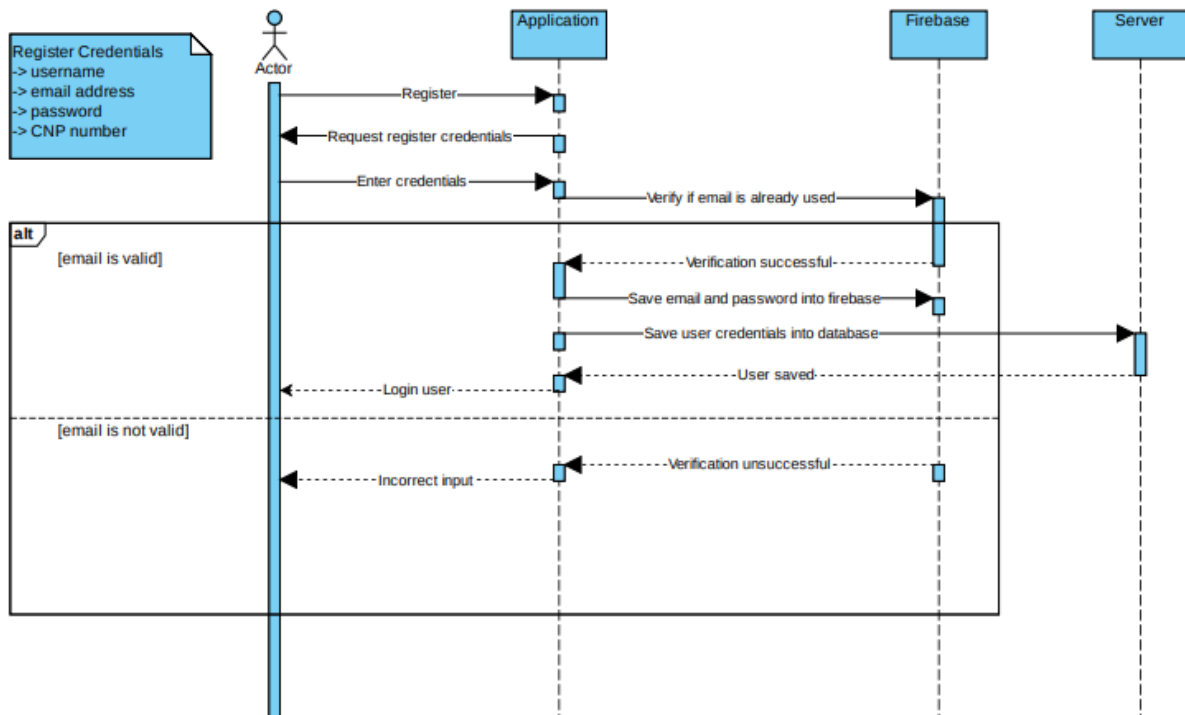 Application
Firebase
Server
Register Credentials
-> username
-> email address
-> password
-> CNP number
Actor
Register
Request register credentials
Enter credentials
Verify if email is already used
alt
[email is valid]
Verification successful
Save email and password into firebase
Save user credentials into database
User saved
Login user
[email is not valid]
Verification unsuccessful
Incorrect input